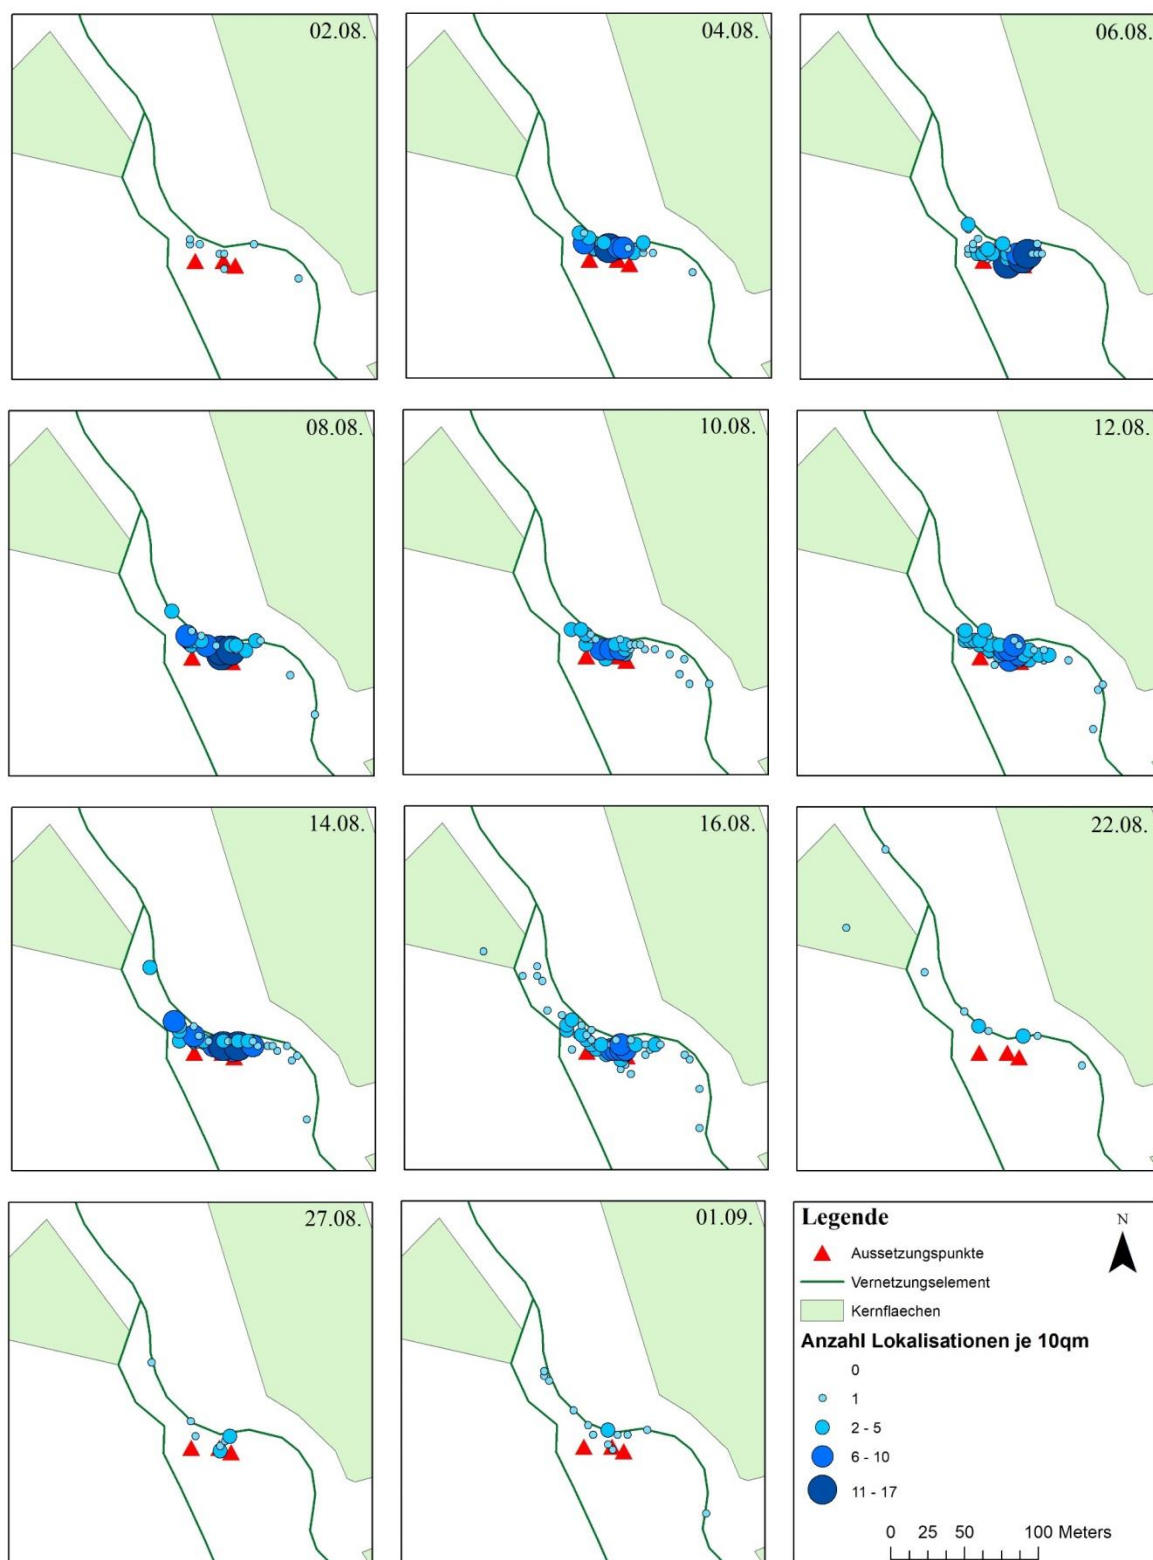 02.08.
04.08.
06.08.
08.08.
10.08.
12.08.
14.08.
16.08.
22.08.
27.08.
01.09.
Legende
N
Aussetzungspunkte
Vernetzungselement
Kernflaechen
Anzahl Lokalisationen je 10qm
0
1
2 - 5
6 - 10
11 - 17
0 25 50 100 Meters